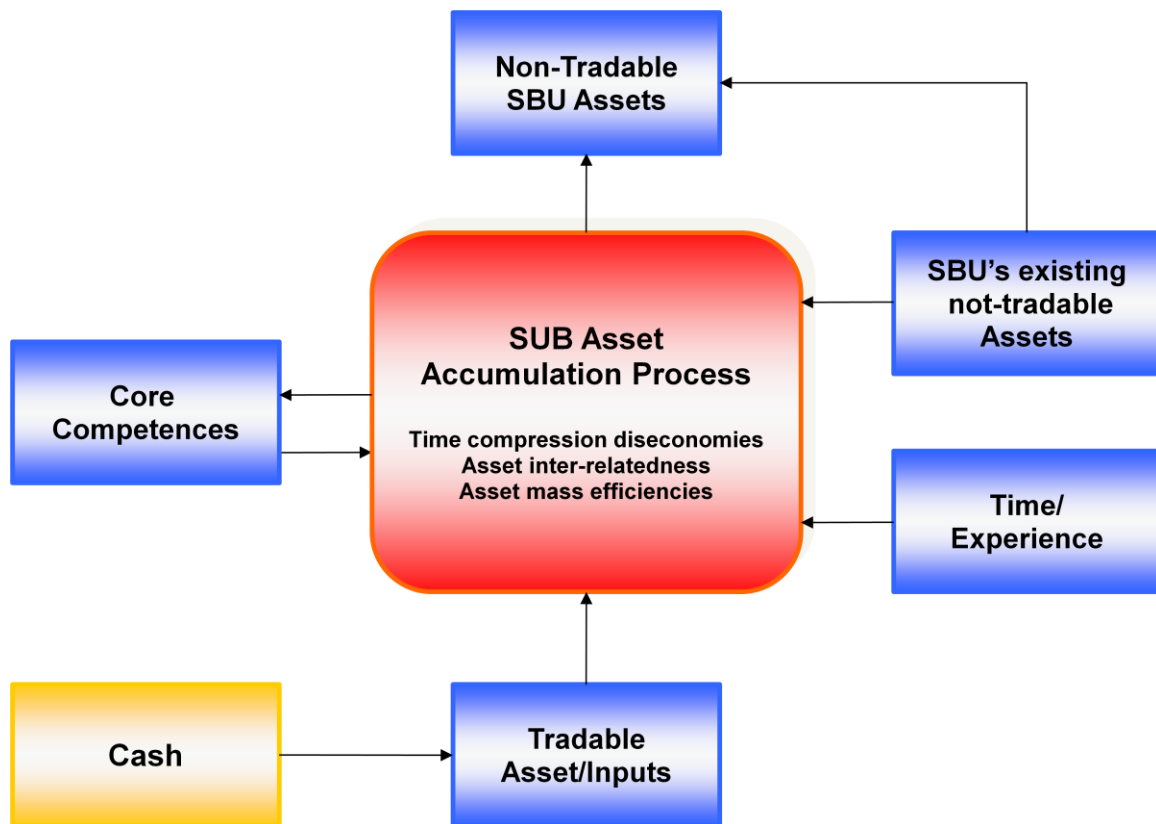 Non-Tradable
SBU Assets
SBU’s existing
not-tradable
Assets
SUB Asset
Accumulation Process
Time compression diseconomies
Asset inter-relatedness
Asset mass efficiencies
Core
Competences
Time/
Experience
Cash
Tradable
Asset/Inputs